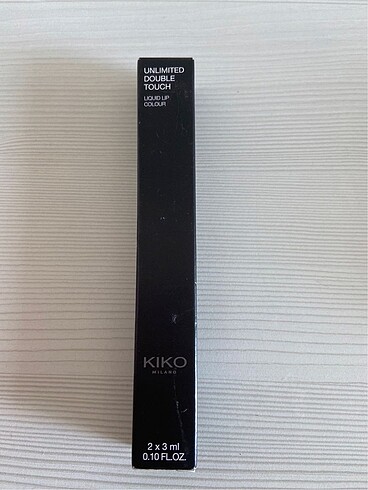 UNLIMITED
DOUBLE
TOUCH
LIQUID LIP
COLOUR
KIKO
MILANO
2 x 3 ml
0.10 FL.OZ.